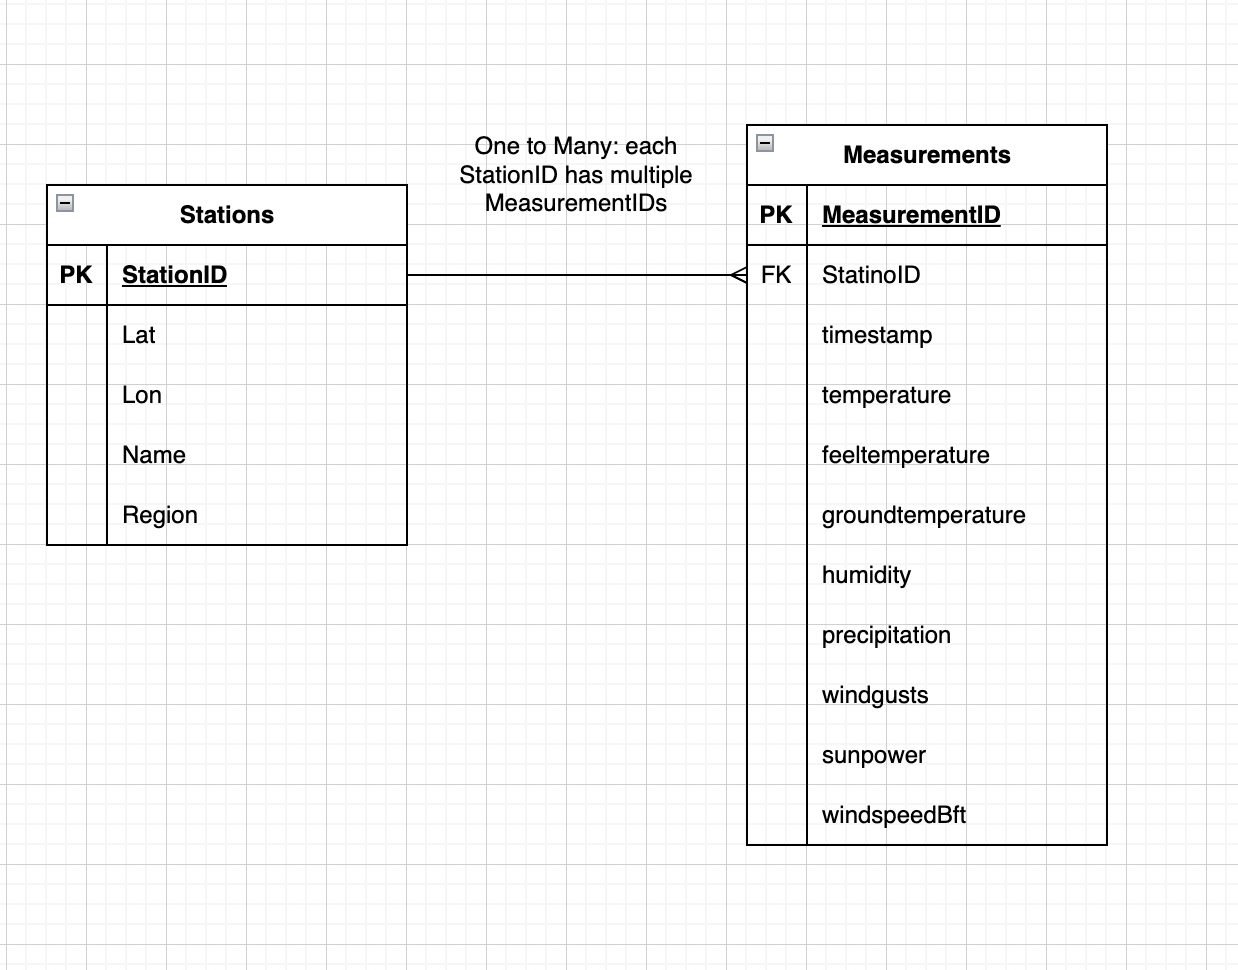 One to Many: each
StationID has multiple
MeasurementIDs
Stations
PK StationID
Lat
Lon
Name
Region
Measurements
PK MeasurementID
FK StatinoID
timestamp
temperature
feeltemperature
groundtemperature
humidity
precipitation
windgusts
sunpower
windspeedBft